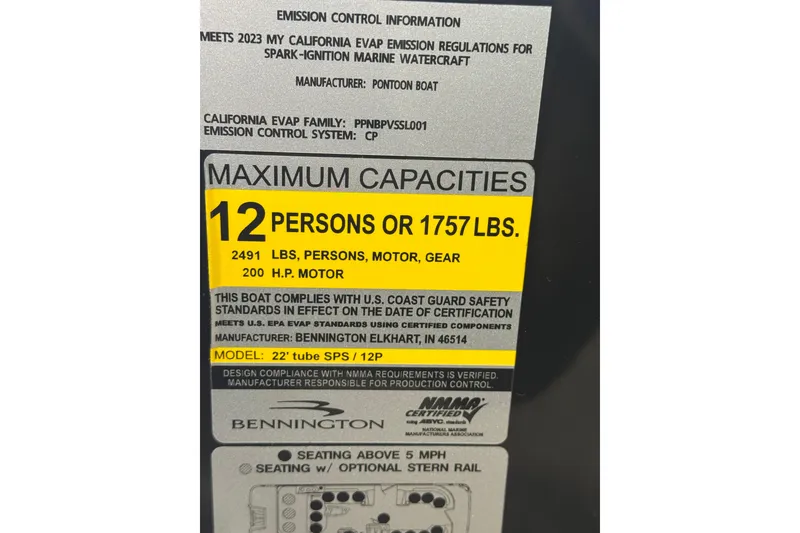 EMISSION CONTROL INFORMATION
MEETS 2023 MY CALIFORNIA EVAP EMISSION REGULATIONS FOR
SPARK-IGNITION MARINE WATERCRAFT
MANUFACTURER: PONTOON BOAT
CALIFORNIA EVAP FAMILY: PPNBPVSSL001
EMISSION CONTROL SYSTEM: CP
MAXIMUM CAPACITIES
12 PERSONS OR 1757 LBS.
2491 LBS, PERSONS, MOTOR, GEAR
200 H.P. MOTOR
THIS BOAT COMPLIES WITH U.S. COAST GUARD SAFETY
STANDARDS IN EFFECT ON THE DATE OF CERTIFICATION
MEETS U.S. EPA EVAP STANDARDS USING CERTIFIED COMPONENTS
MANUFACTURER: BENNINGTON ELKHART, IN 46514
MODEL: 22' tube SPS / 12P
DESIGN COMPLIANCE WITH NMMA REQUIREMENTS IS VERIFIED.
MANUFACTURER RESPONSIBLE FOR PRODUCTION CONTROL.
BENNINGTON
NMMA
CERTIFIED
using ABYC standards
NATIONAL MARINE
MANUFACTURERS ASSOCIATION
SEATING ABOVE 5 MPH
SEATING w/ OPTIONAL STERN RAIL